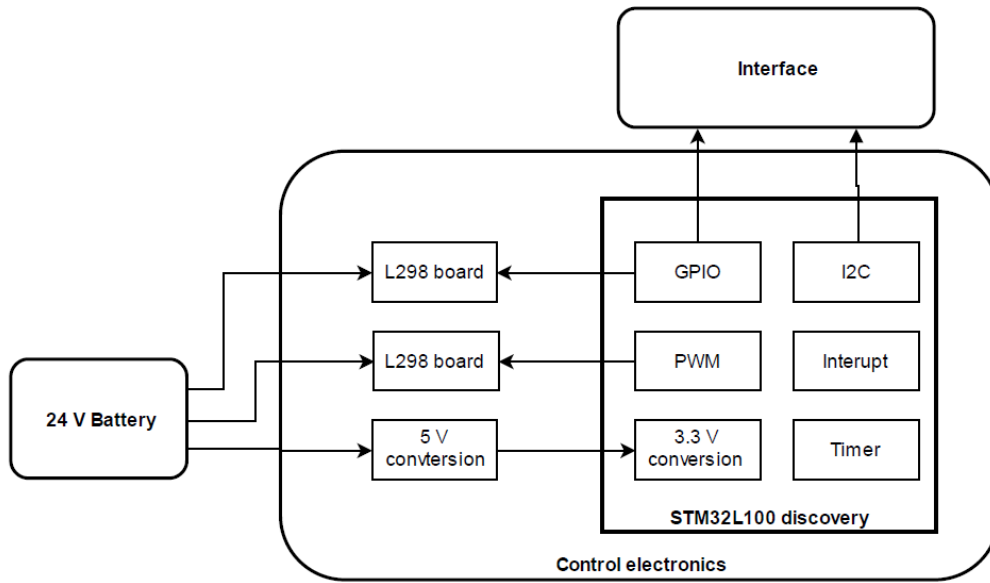 Interface
L298 board
GPIO
I2C
L298 board
PWM
Interupt
24 V Battery
5 V
convtersion
3.3 V
conversion
Timer
STM32L100 discovery
Control electronics